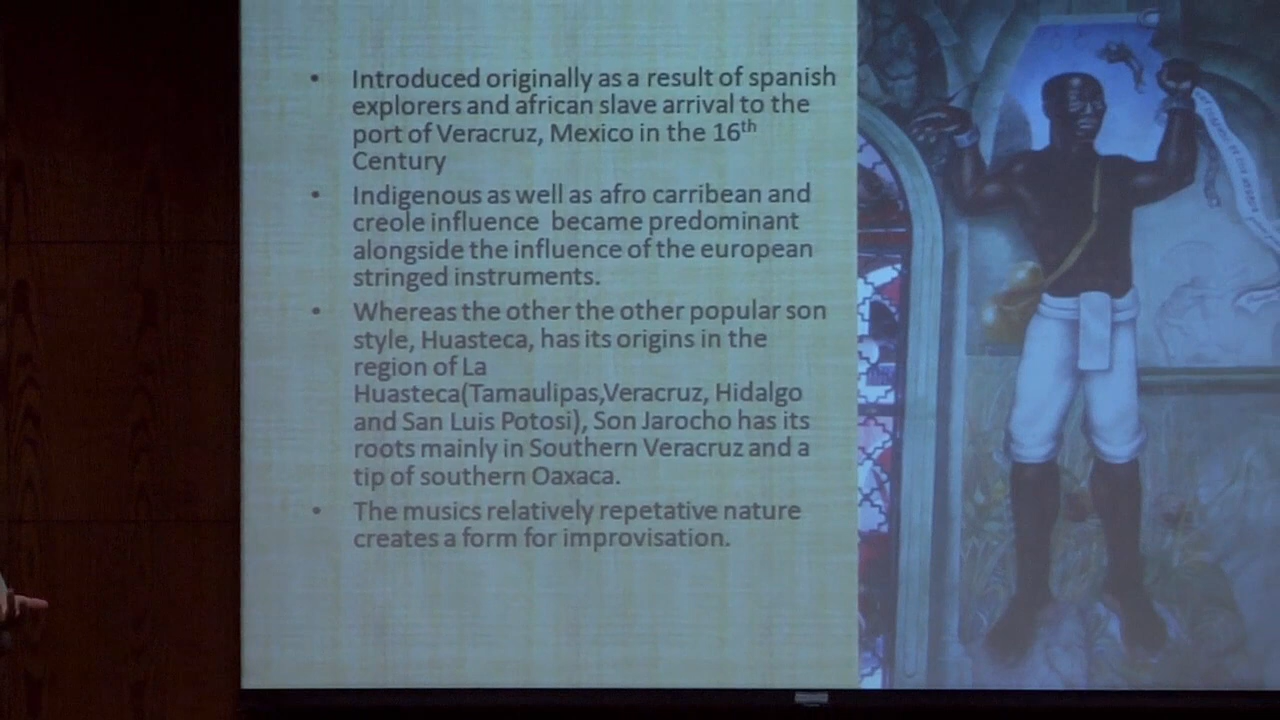 • Introduced originally as a result of spanish
explorers and african slave arrival to the
port of Veracruz, Mexico in the 16th
Century
• Indigenous as well as afro carribean and
creole influence became predominant
alongside the influence of the european
stringed instruments.
• Whereas the other the other popular son
style, Huasteca, has its origins in the
region of La
Huasteca(Tamaulipas,Veracruz, Hidalgo
and San Luis Potosi), Son Jarocho has its
roots mainly in Southern Veracruz and a
tip of southern Oaxaca.
• The musics relatively repetative nature
creates a form for improvisation.